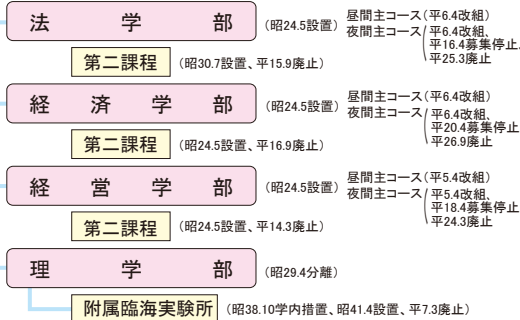 法学部 （昭24.5設置） 昼間主コース（平6.4改組）
夜間主コース（平6.4改組、
平16.4募集停止、
平25.3廃止
第二課程 （昭30.7設置、平15.9廃止）
経済学部 （昭24.5設置） 昼間主コース（平6.4改組）
夜間主コース（平6.4改組、
平20.4募集停止
平26.9廃止
第二課程 （昭24.5設置、平16.9廃止）
経営学部 （昭24.5設置） 昼間主コース（平5.4改組）
夜間主コース（平5.4改組、
平18.4募集停止
平24.3廃止
第二課程 （昭24.5設置、平14.3廃止）
理学部 （昭29.4分離）
附属臨海実験所 （昭38.10学内措置、昭41.4設置、平7.3廃止）